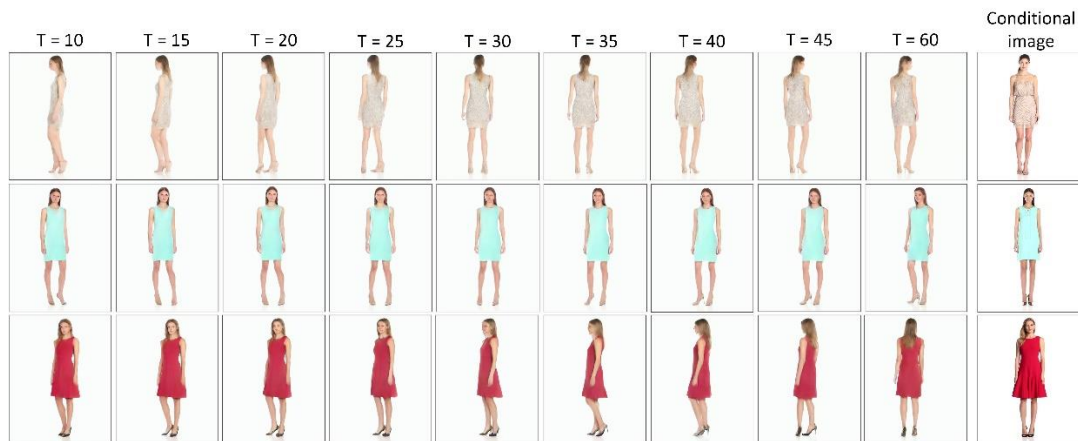 T = 10 T = 15 T = 20 T = 25 T = 30 T = 35 T = 40 T = 45 T = 60 Conditional
image